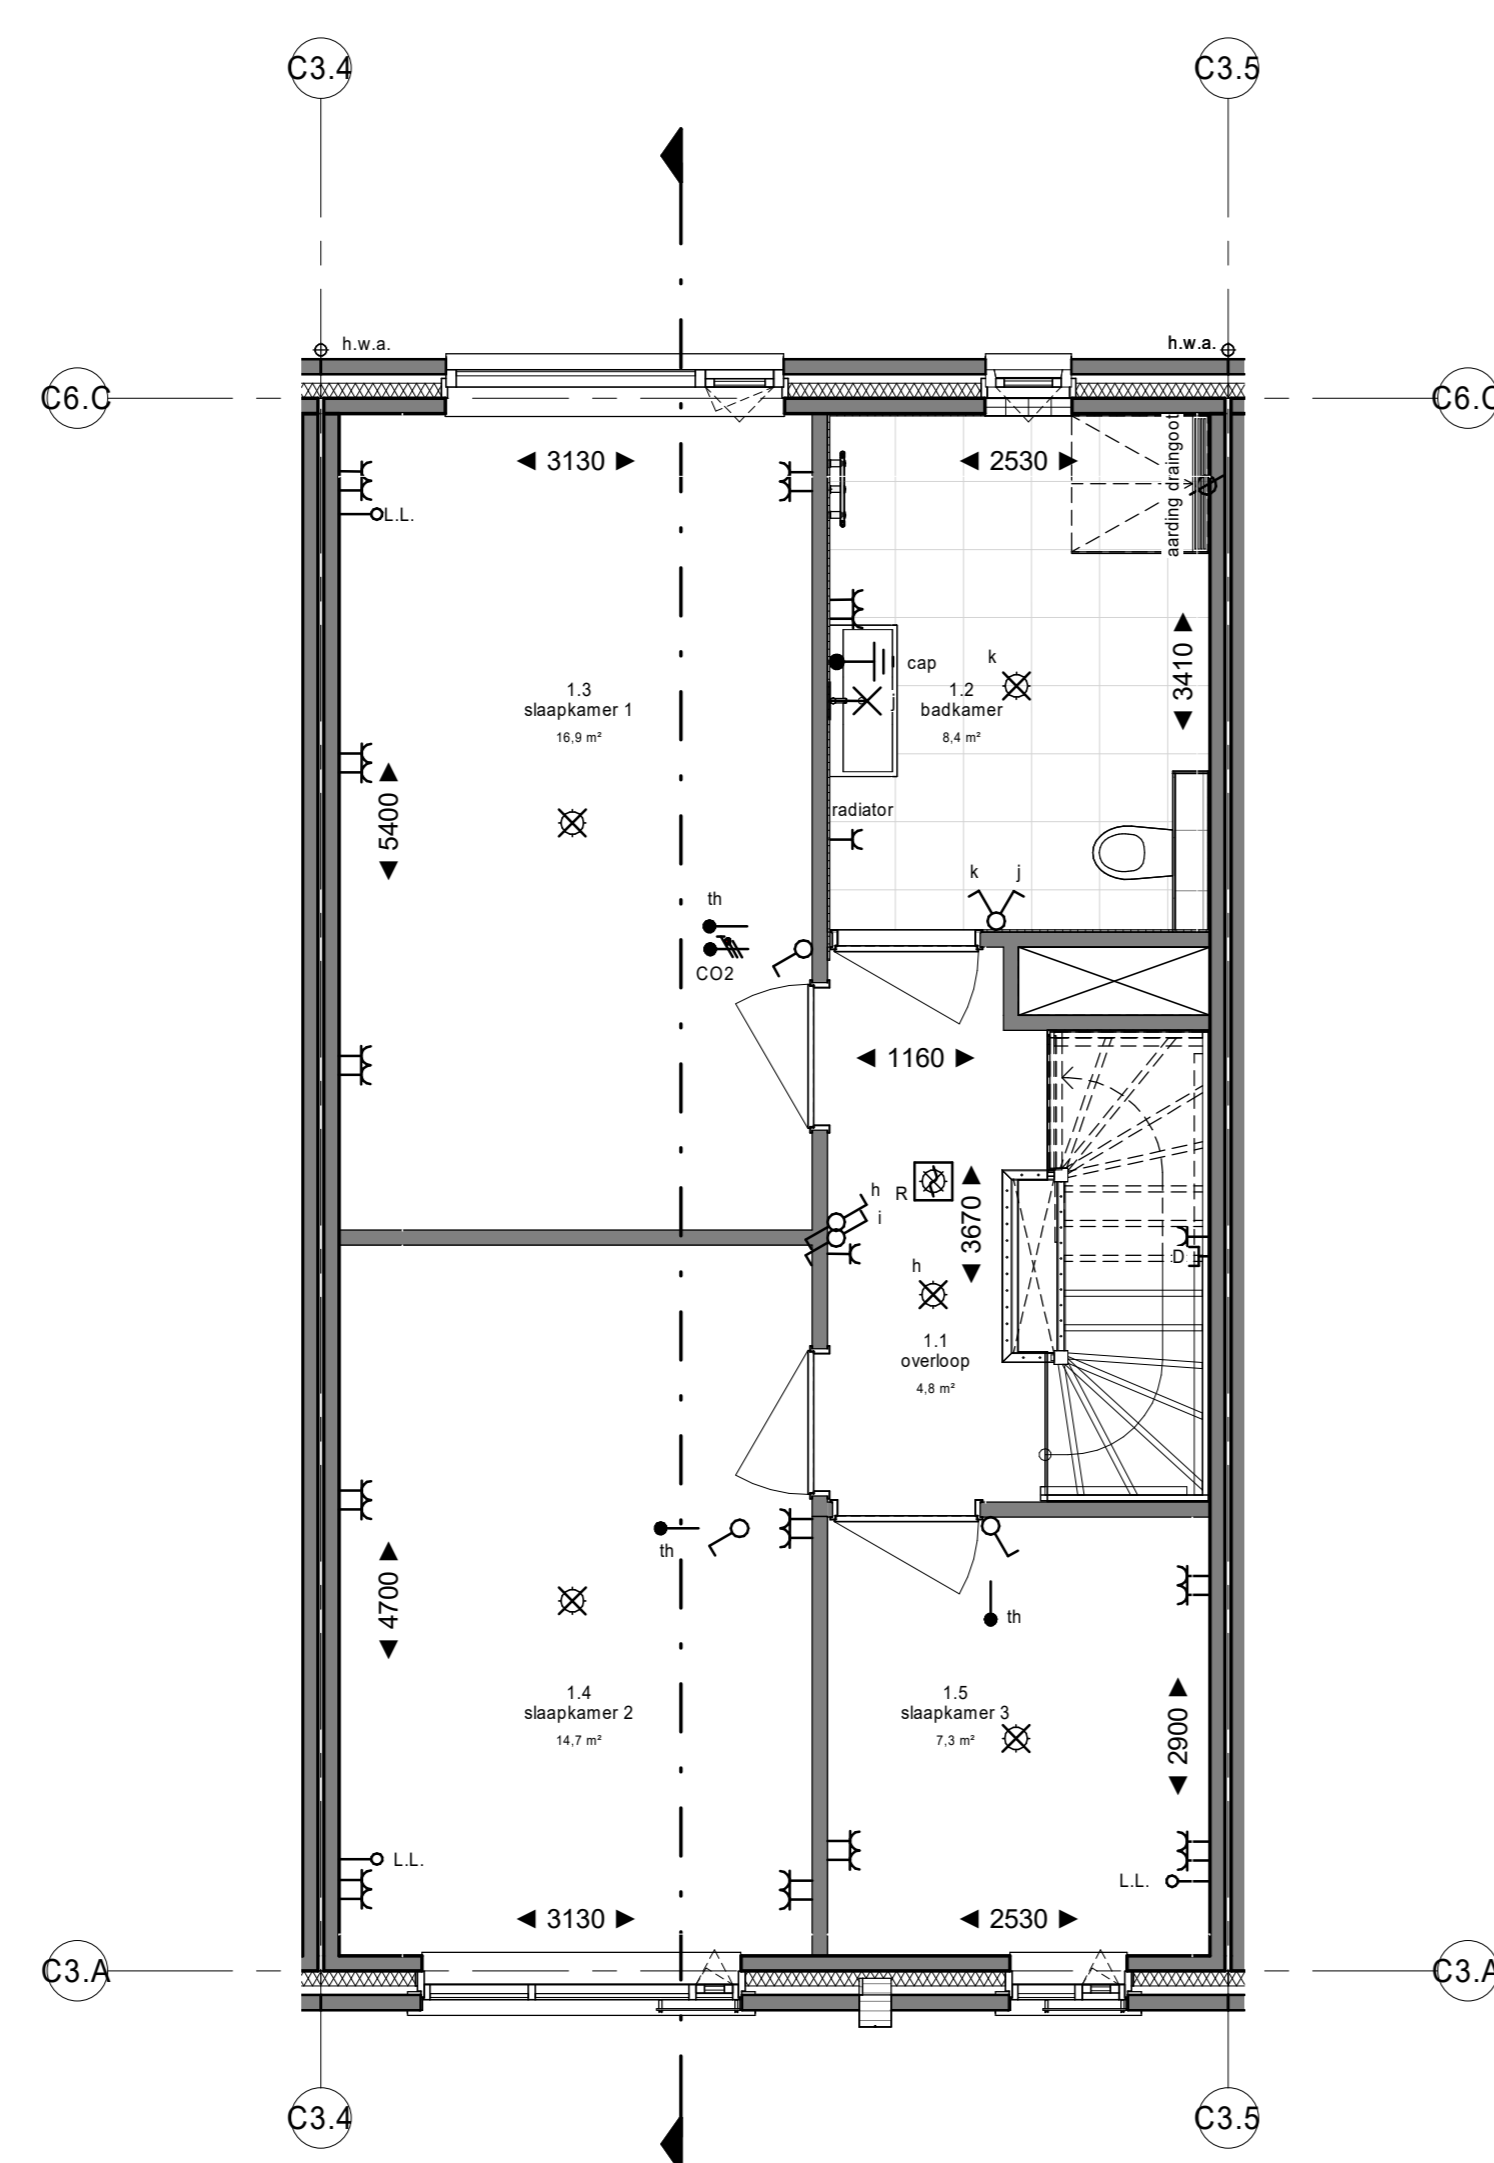 C3.4
C3.5
h.w.a.
h.w.a.
C6.C
C6.C
3130
2530
aarding draingoot
L.L.
3410
cap
k
j
1.3
slaapkamer 1
16,9 m²
1.2
badkamer
8,4 m²
5400
radiator
k j
th
CO2
1160
h
i
R
3670
D
h
1.1
overloop
4,8 m²
th
4700
th
1.4
slaapkamer 2
14,7 m²
1.5
slaapkamer 3
7,3 m²
2900
L.L.
L.L.
3130
2530
C3.A
C3.A
C3.4
C3.5